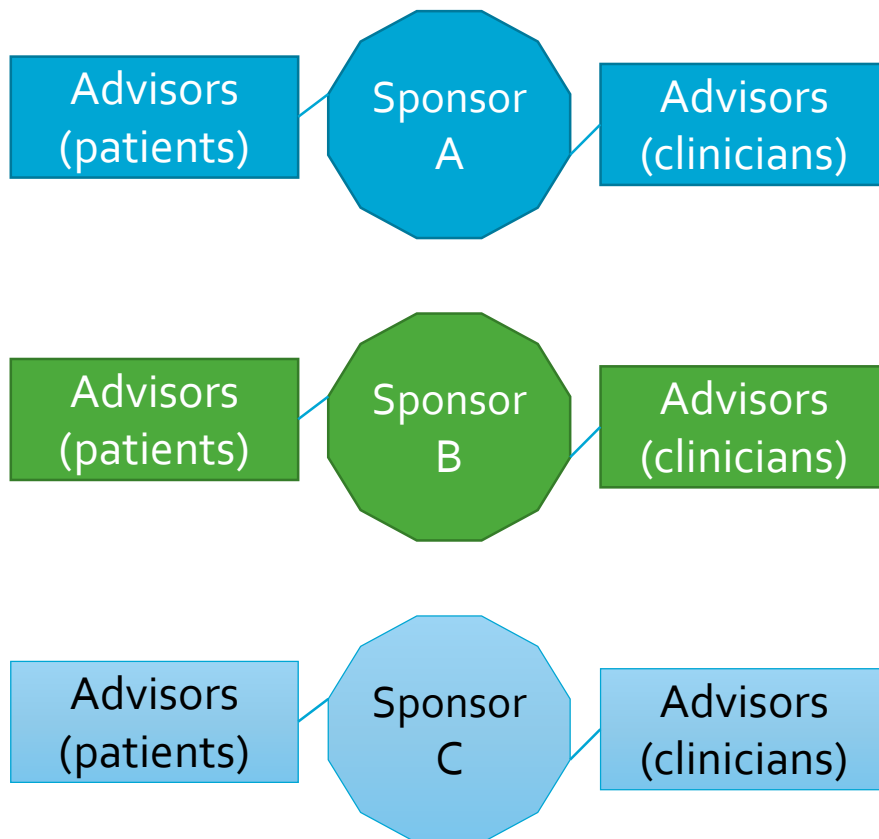 Advisors
(patients)
Sponsor
A
Advisors
(clinicians)
Advisors
(patients)
Sponsor
B
Advisors
(clinicians)
Advisors
(patients)
Sponsor
C
Advisors
(clinicians)